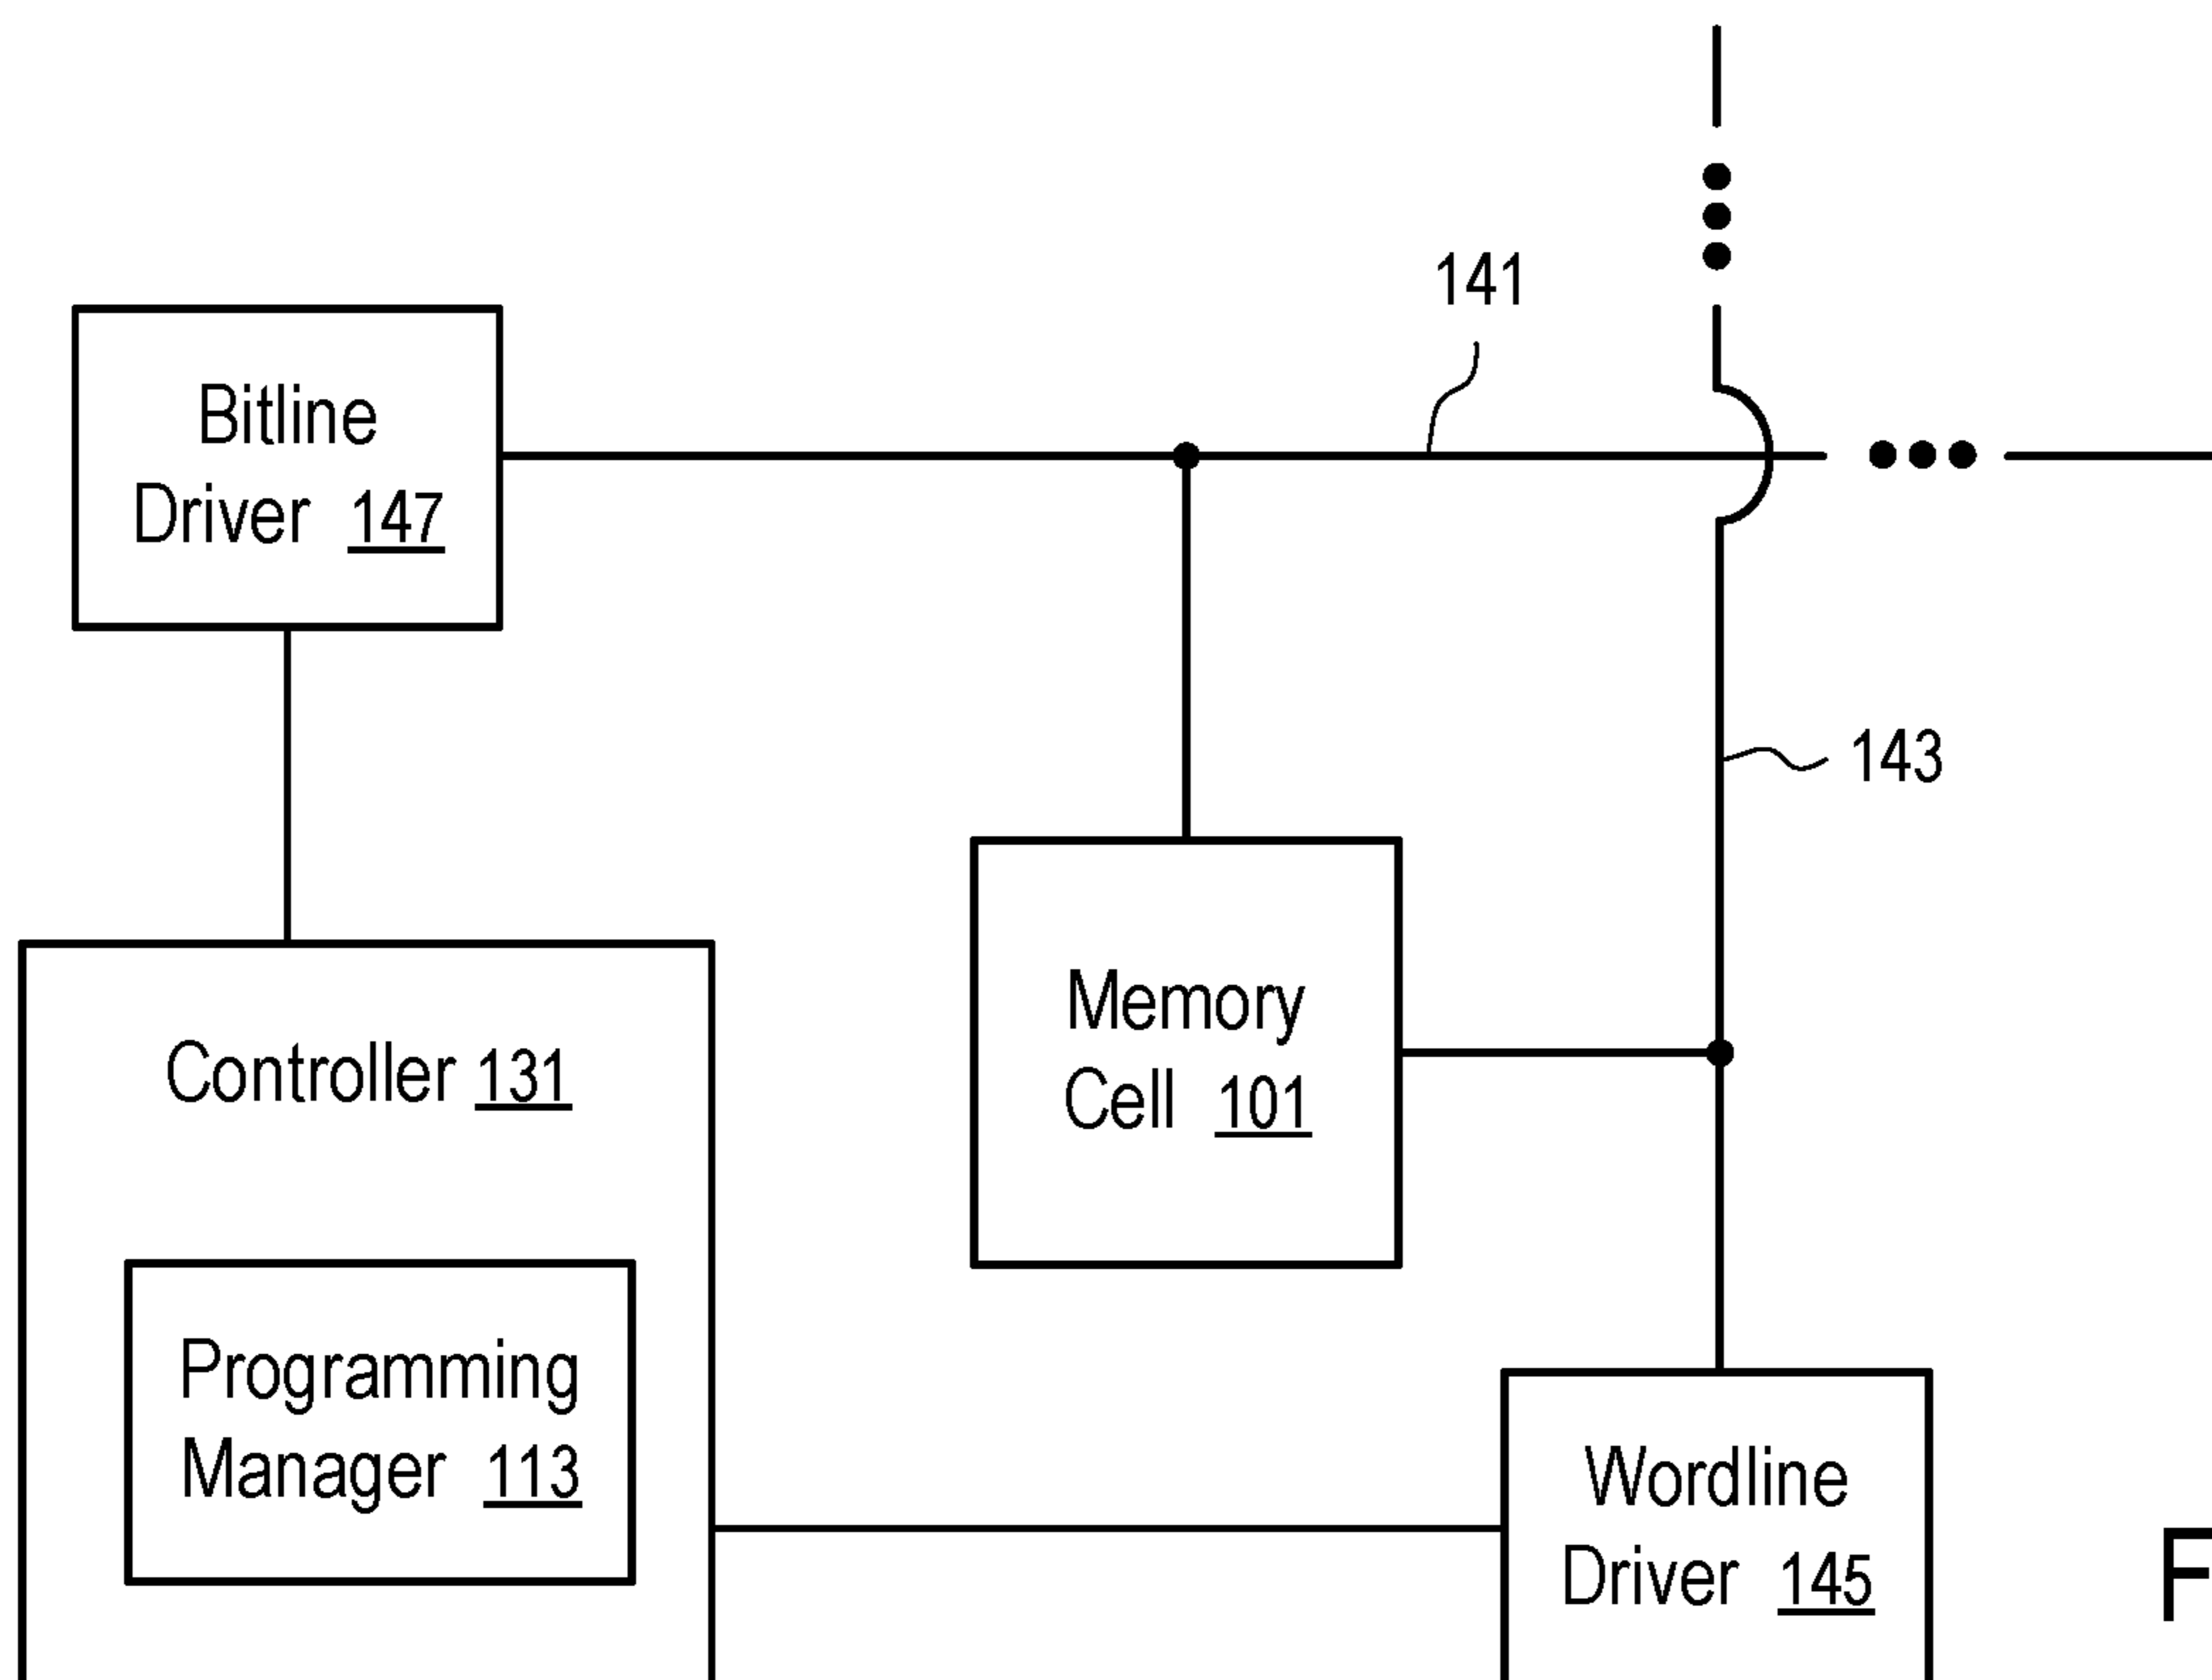 141
Bitline
Driver 147
143
Memory
Cell 101
Controller 131
Programming
Manager 113
Wordline
Driver 145
F